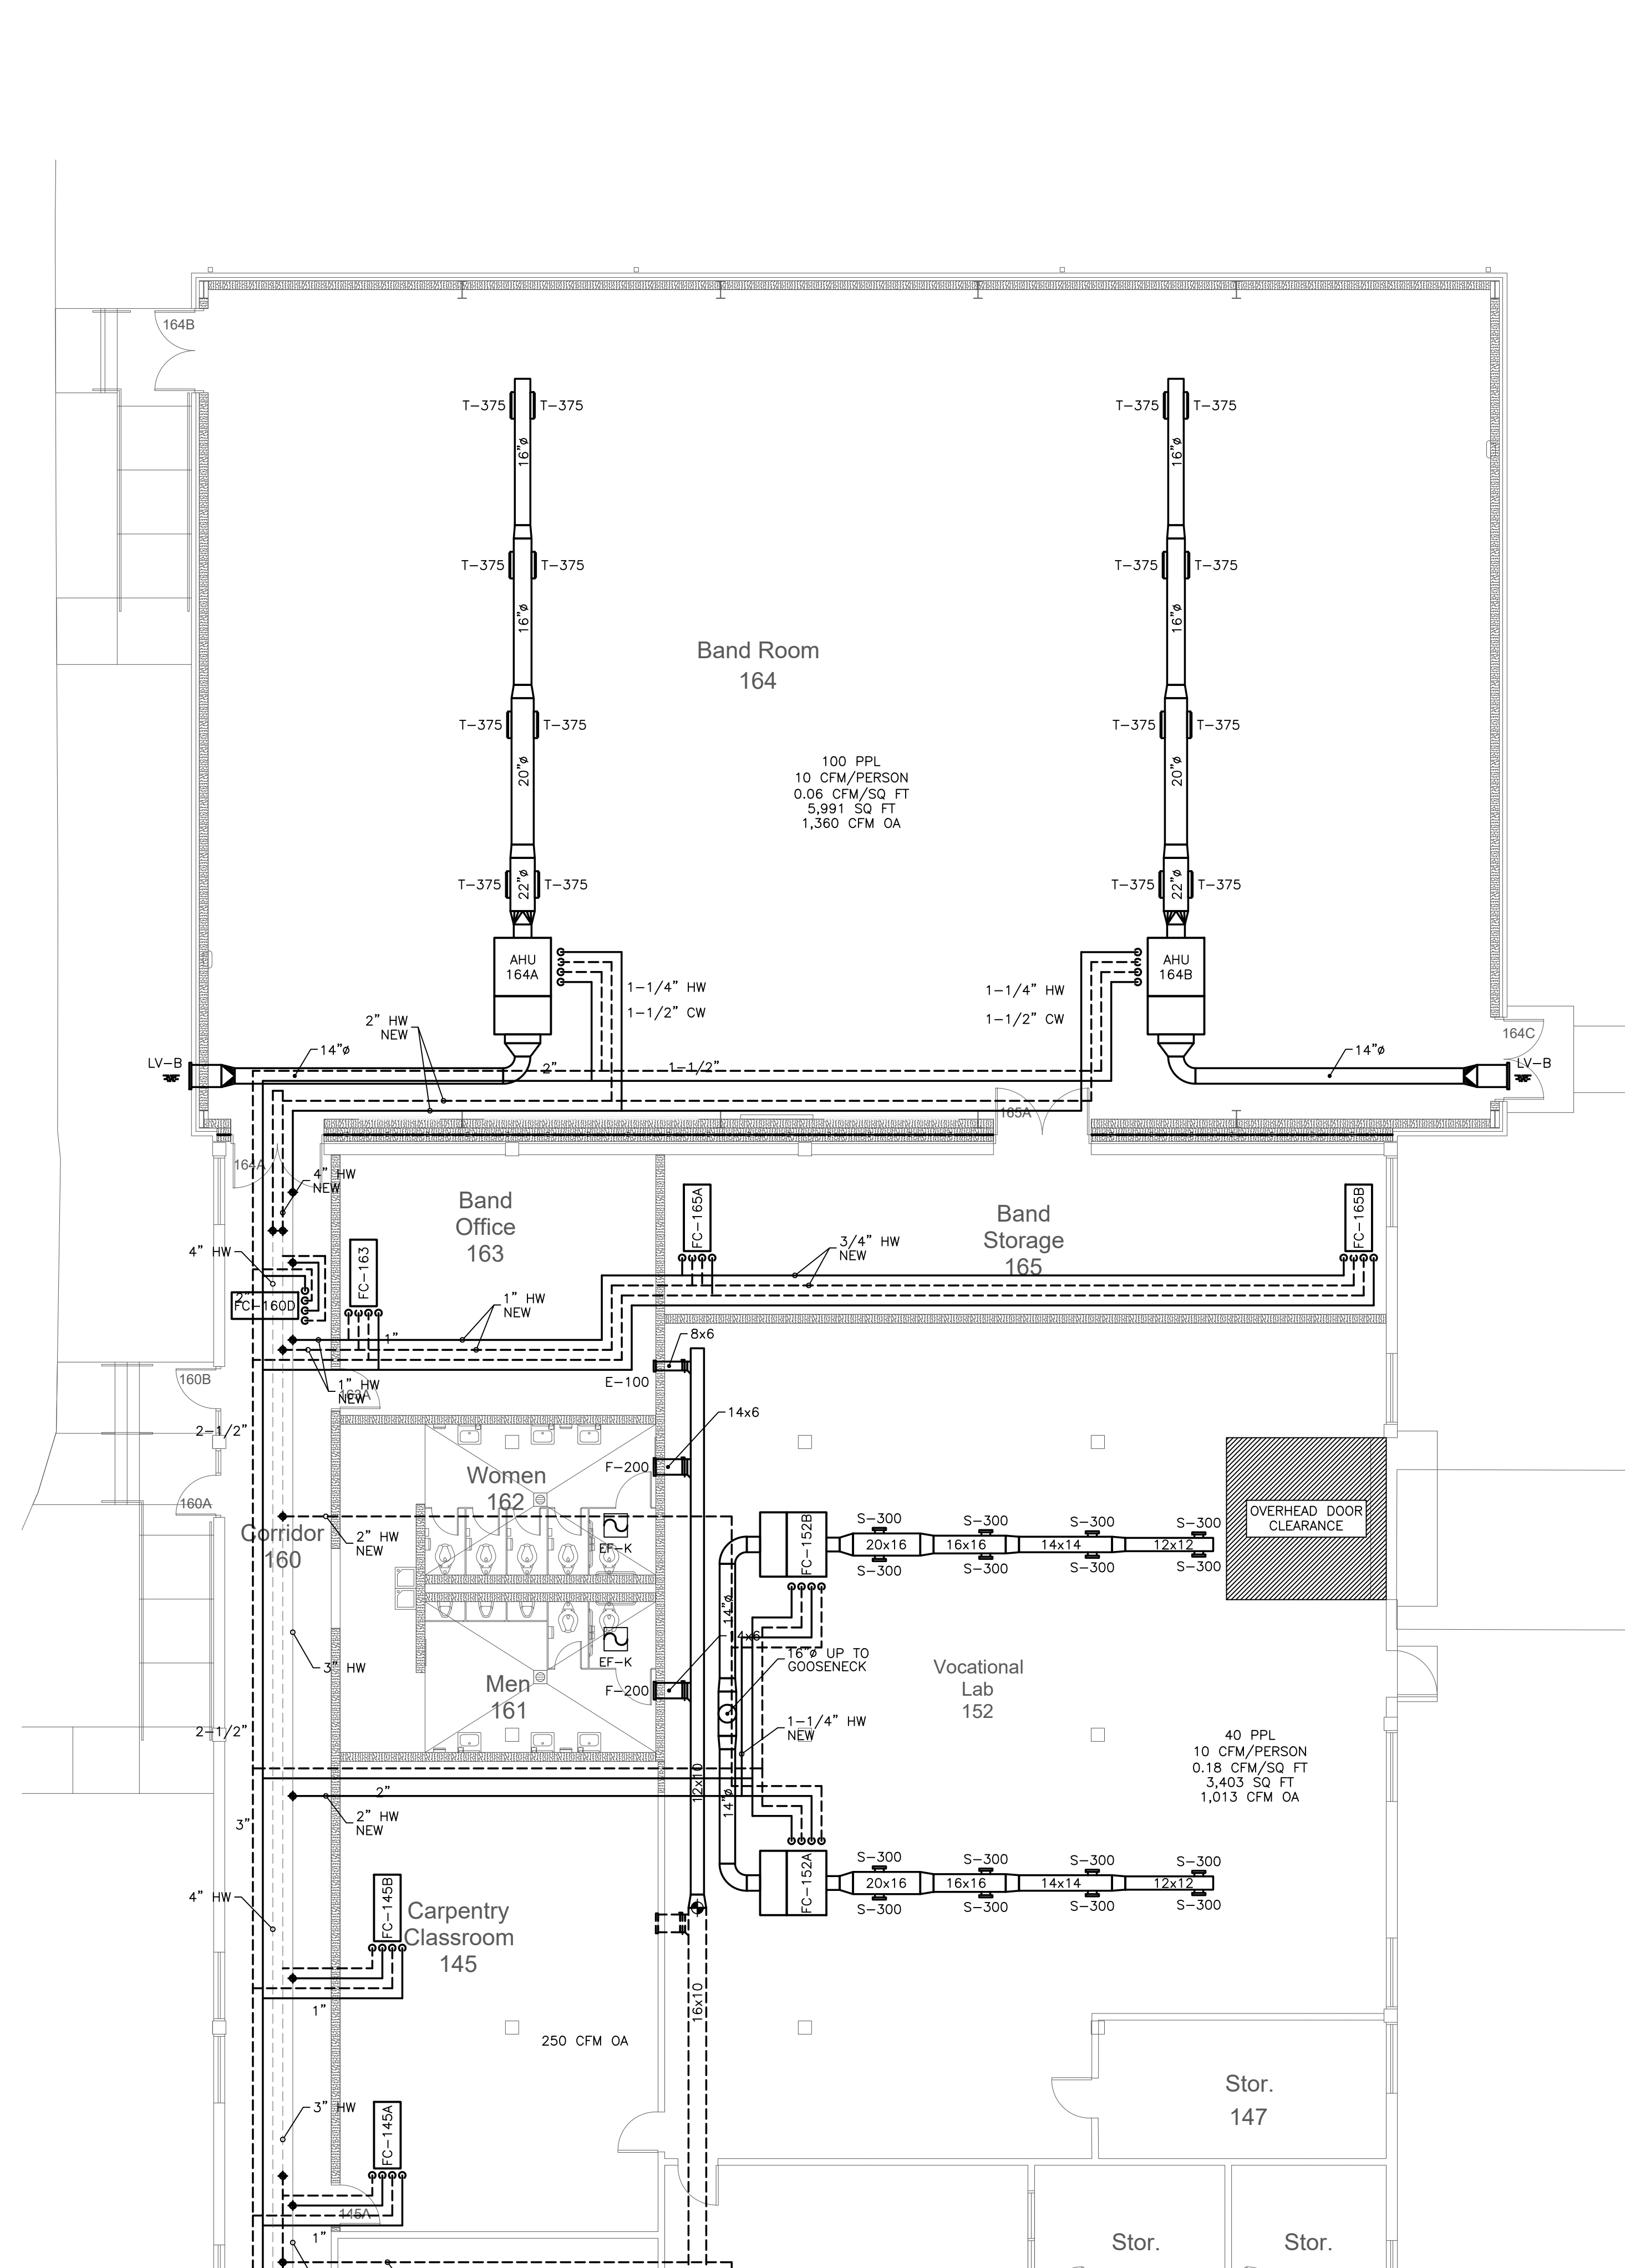 164B
T-375
T-375
T-375
T-375
16"ø
16"ø
T-375
T-375
T-375
T-375
16"ø
16"ø
Band Room
164
T-375
T-375
T-375
T-375
20"ø
20"ø
100 PPL
10 CFM/PERSON
0.06 CFM/SQ FT
5,991 SQ FT
1,360 CFM OA
T-375
T-375
T-375
T-375
22"ø
22"ø
AHU
164A
AHU
164B
1-1/4" HW
1-1/2" CW
1-1/4" HW
1-1/2" CW
2" HW
NEW
14"ø
14"ø
164C
LV-B
LV-B
2"
1-1/2"
165A
164A
4" HW
NEW
Band
Office
163
FC-165A
Band
Storage
165
FC-165B
4" HW
FC-163
3/4" HW
NEW
2"
FC-160D
1" HW
NEW
1"
8x6
160B
1" HW
NEW
163A
E-100
14x6
2-1/2"
F-200
Women
162
160A
Corridor
160
2" HW
NEW
EF-K
FC-152B
S-300
S-300
S-300
S-300
20x16
16x16
14x14
12x12
S-300
S-300
S-300
S-300
OVERHEAD DOOR
CLEARANCE
14"ø
14x6
16"ø UP TO
GOOSENECK
EF-K
3" HW
Men
161
F-200
Vocational
Lab
152
1-1/4" HW
NEW
2-1/2"
40 PPL
10 CFM/PERSON
0.18 CFM/SQ FT
3,403 SQ FT
1,013 CFM OA
12x10
14"ø
2"
2" HW
NEW
3"
FC-152A
S-300
S-300
S-300
S-300
20x16
16x16
14x14
12x12
S-300
S-300
S-300
S-300
4" HW
FC-145B
Carpentry
Classroom
145
16x10
1"
250 CFM OA
Stor.
147
3" HW
FC-145A
145A
1"
Stor.
Stor.